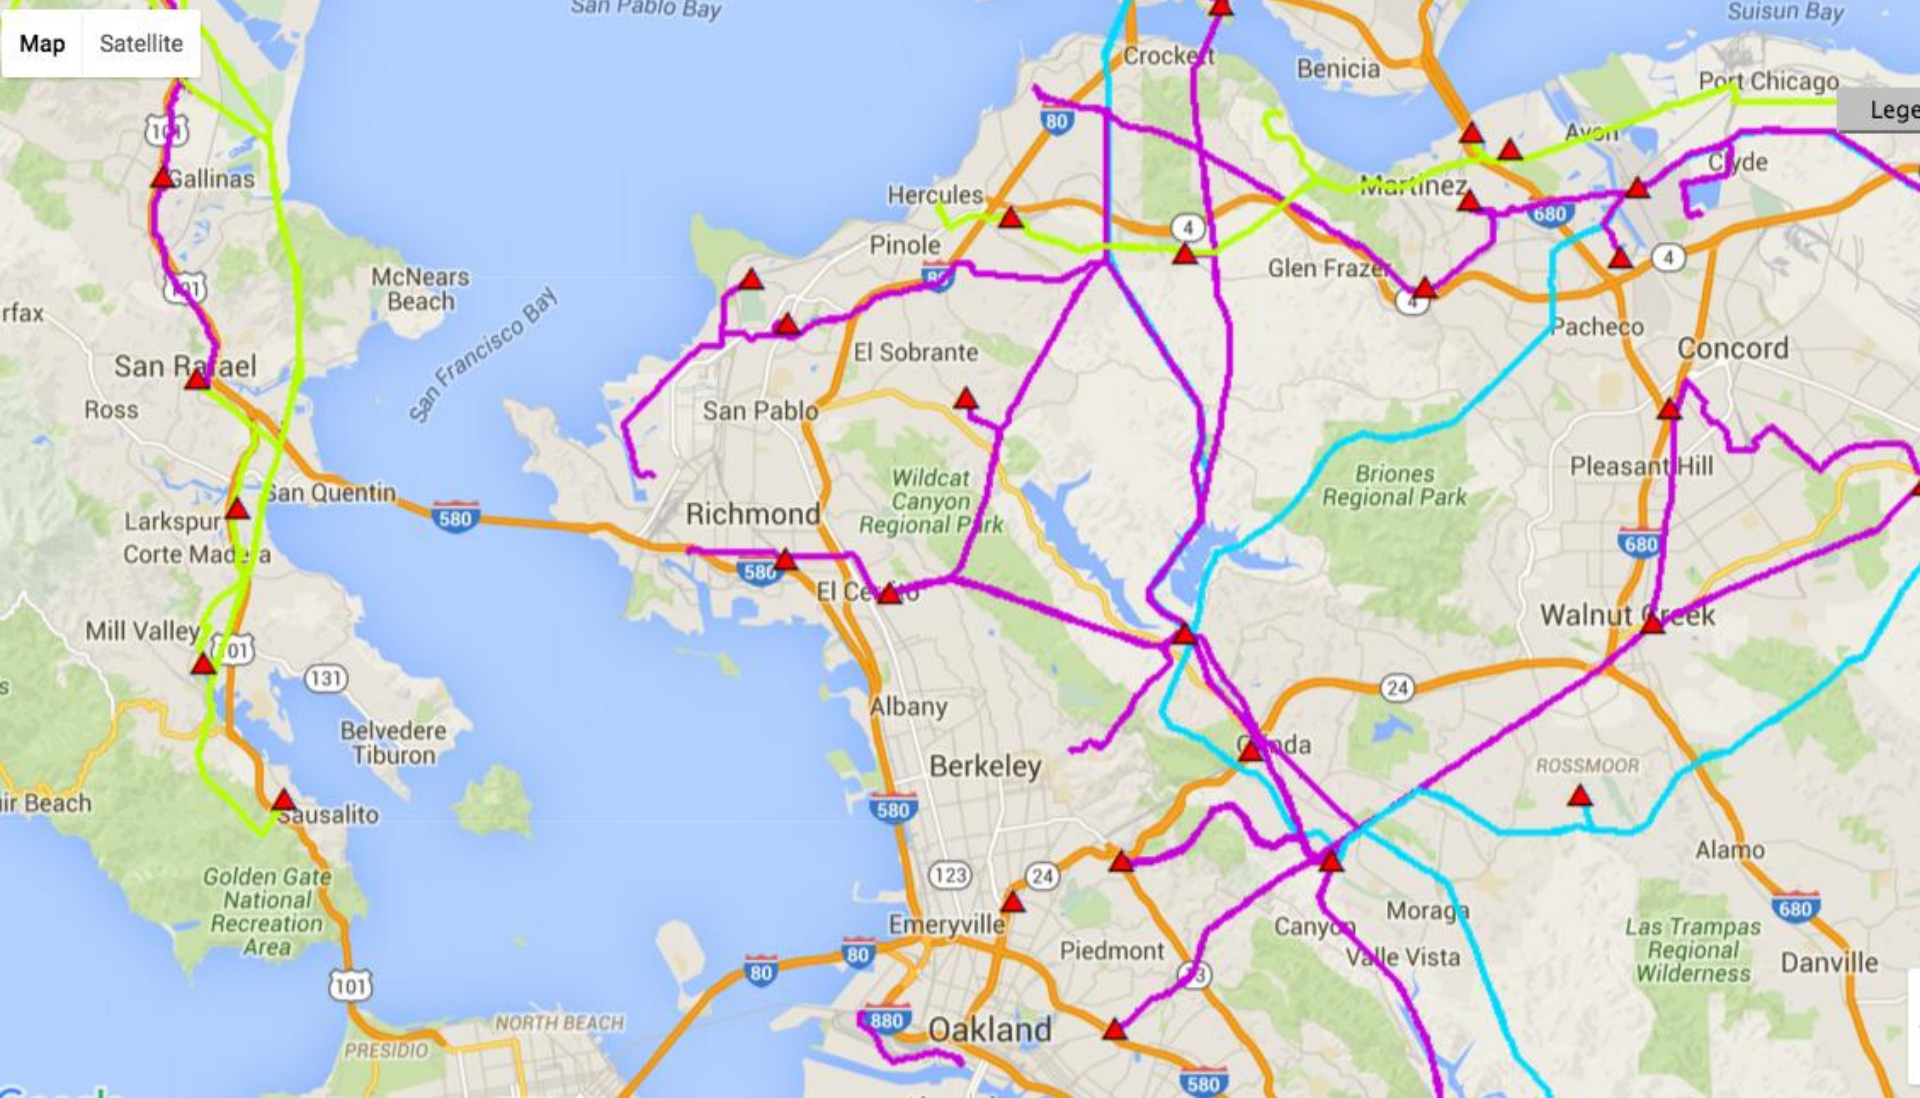 San Pablo Bay
Suisun Bay
Map
Satellite
Crockett
Benicia
Port Chicago
Lege
80
101
Avon
Clyde
Gallinas
Martinez
Hercules
680
4
Pinole
4
McNears
Beach
80
Glen Frazer
101
4
rfax
San Francisco Bay
Pacheco
El Sobrante
Concord
San Rafael
Ross
San Pablo
Pleasant Hill
Wildcat
Canyon
Regional Park
Briones
Regional Park
San Quentin
580
Richmond
Larkspur
Corte Madera
680
580
El Cerrito
Walnut Creek
Mill Valley
101
131
24
s
Albany
Belvedere
Tiburon
Orinda
Berkeley
ROSSMOOR
ir Beach
Sausalito
580
Alamo
Golden Gate
National
Recreation
Area
123
24
680
Emeryville
Canyon
Moraga
Las Trampas
Regional
Wilderness
80
80
Piedmont
Valle Vista
Danville
101
13
NORTH BEACH
880
Oakland
PRESIDIO
580